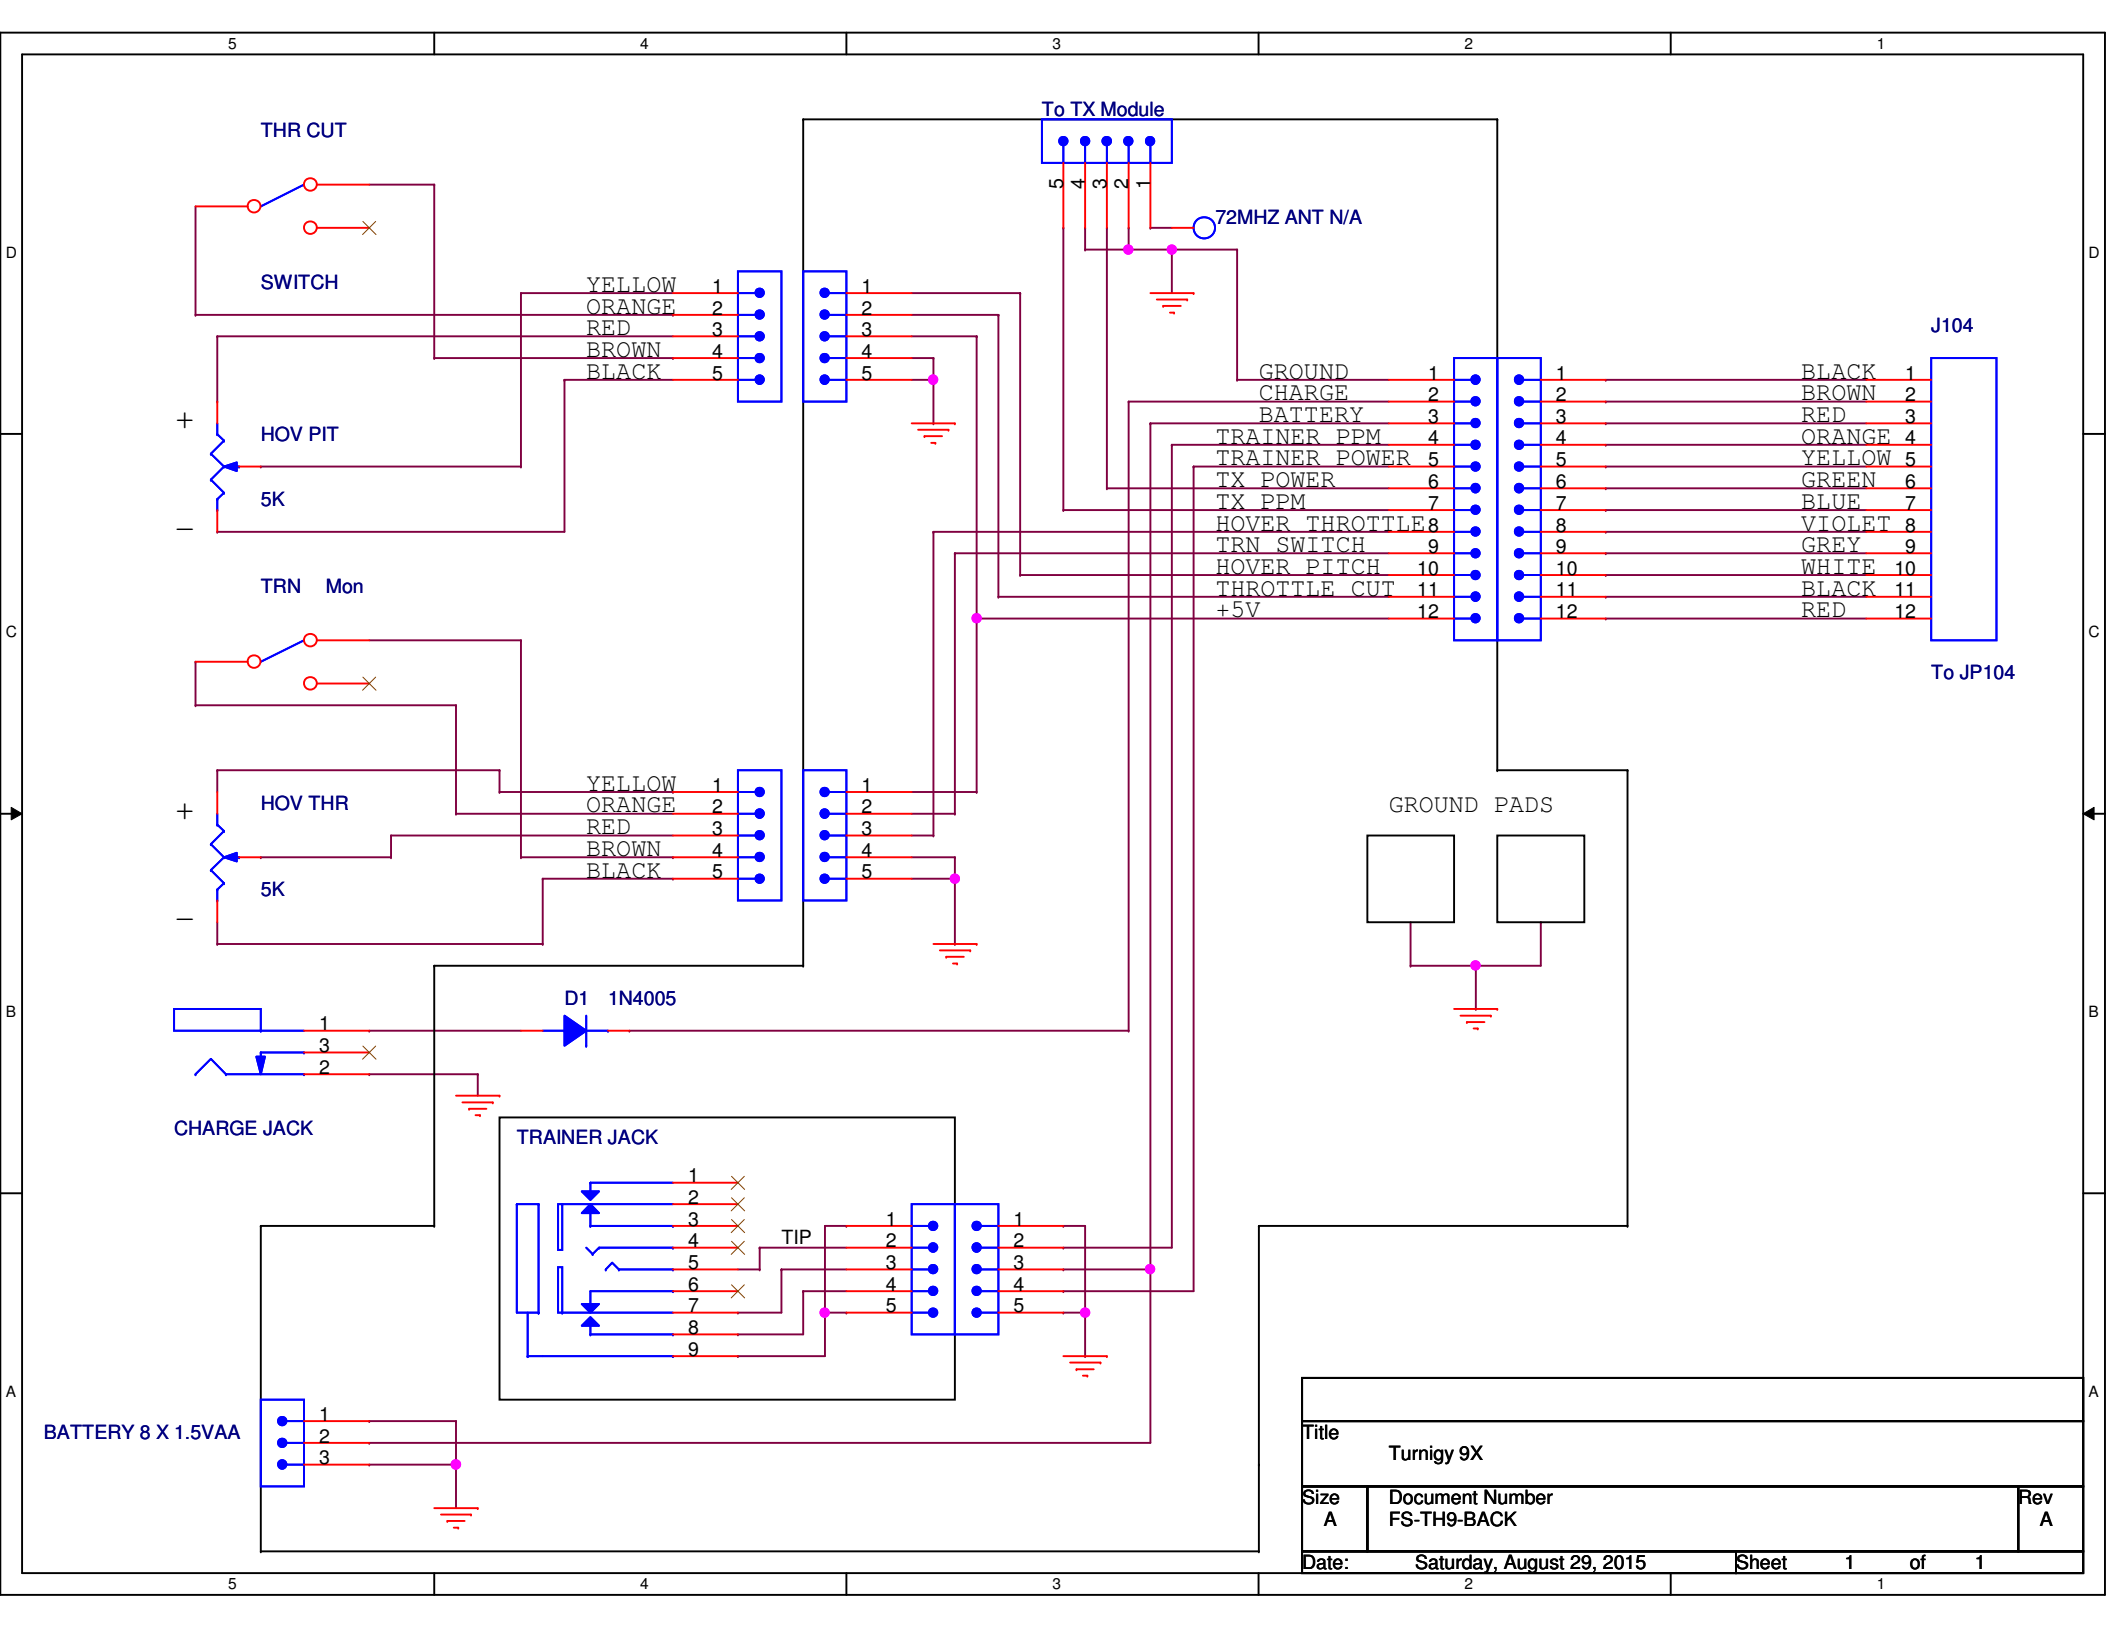 5 4 3 2 1
To TX Module
THR CUT
5 4 3 2 1
72MHZ ANT N/A
D D
SWITCH
YELLOW 1 1
ORANGE 2 2
RED 3 3
BROWN 4 4
BLACK 5 5
J104
GROUND 1 1 BLACK 1
CHARGE 2 2 BROWN 2
BATTERY 3 3 RED 3
TRAINER PPM 4 4 ORANGE 4
TRAINER POWER 5 5 YELLOW 5
TX POWER 6 6 GREEN 6
TX PPM 7 7 BLUE 7
HOVER THROTTLE 8 8 VIOLET 8
TRN SWITCH 9 9 GREY 9
HOVER PITCH 10 10 WHITE 10
THROTTLE CUT 11 11 BLACK 11
+5V 12 12 RED 12
To JP104
+
HOV PIT
5K
−
TRN Mon
C C
YELLOW 1 1
ORANGE 2 2
RED 3 3
BROWN 4 4
BLACK 5 5
+
HOV THR
5K
−
GROUND PADS
D1 1N4005
B B
1
3
2
CHARGE JACK
TRAINER JACK
1
2
3
4
5
6
7
8
9
TIP
1 1
2 2
3 3
4 4
5 5
A A
BATTERY 8 X 1.5VAA
1
2
3
Title
Turnigy 9X
Size Document Number Rev
A FS-TH9-BACK A
Date: Saturday, August 29, 2015 Sheet 1 of 1
5 4 3 2 1